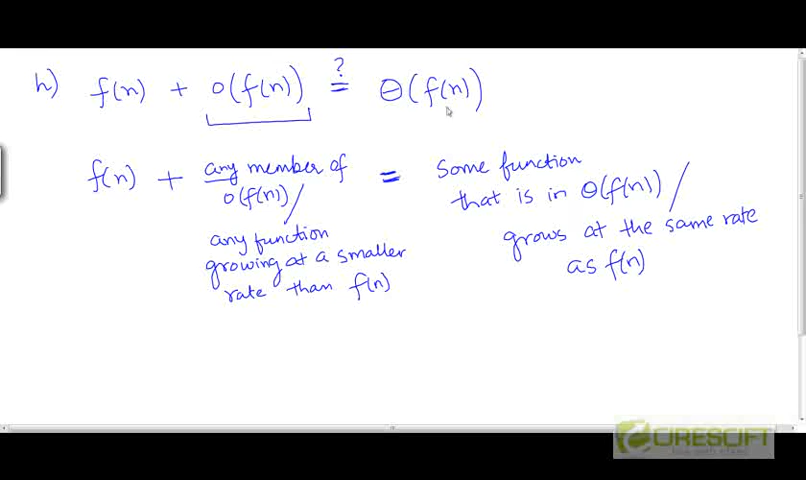 h) f(n) + o(f(n)) ≟ Θ(f(n))
f(n) + any member of o(f(n)) / any function growing at a smaller rate than f(n) = some function that is in Θ(f(n)) / grows at the same rate as f(n)